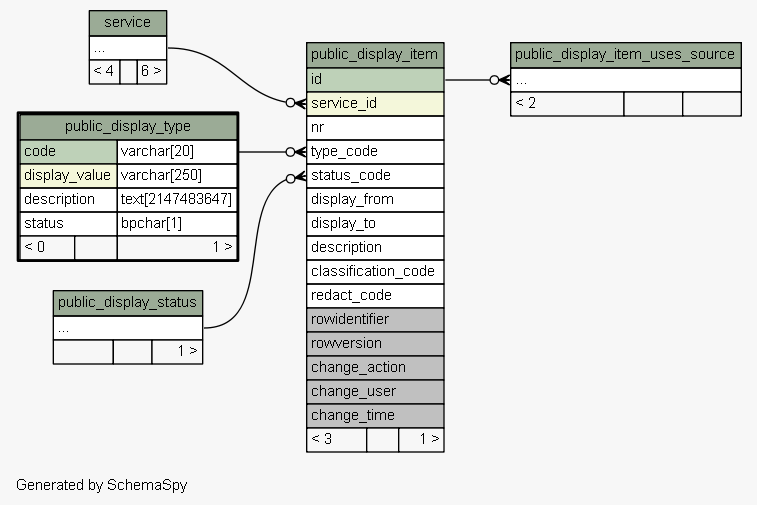 service
...
< 4 6 >
public_display_type
code varchar[20]
display_value varchar[250]
description text[2147483647]
status bpchar[1]
< 0 1 >
public_display_status
...
1 >
public_display_item
id
service_id
nr
type_code
status_code
display_from
display_to
description
classification_code
redact_code
rowidentifier
rowversion
change_action
change_user
change_time
< 3 1 >
public_display_item_uses_source
...
< 2
Generated by SchemaSpy